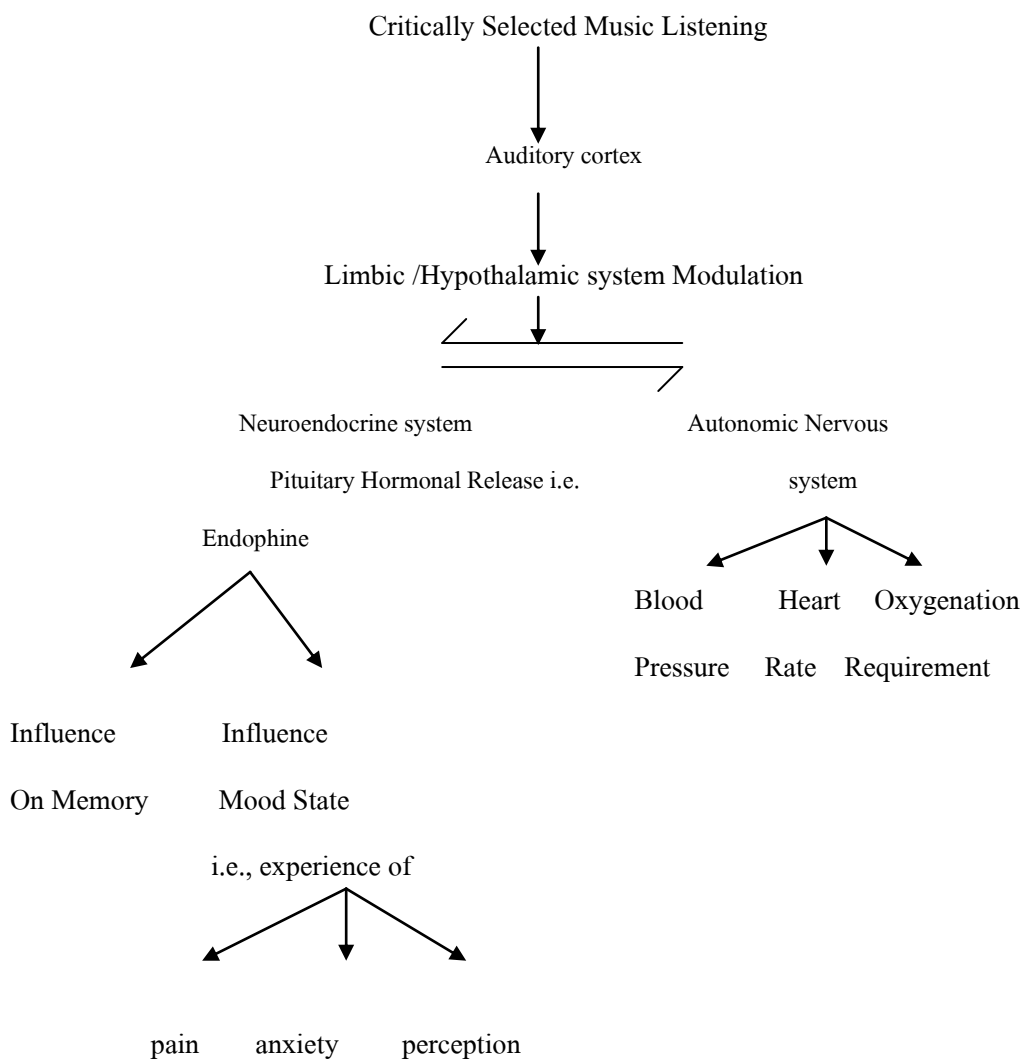 Critically Selected Music Listening
Auditory cortex
Limbic /Hypothalamic system Modulation
Neuroendocrine system
Autonomic Nervous
Pituitary Hormonal Release i.e.
system
Endophine
Blood Heart Oxygenation
Pressure Rate Requirement
Influence Influence
On Memory Mood State
i.e., experience of
pain anxiety perception